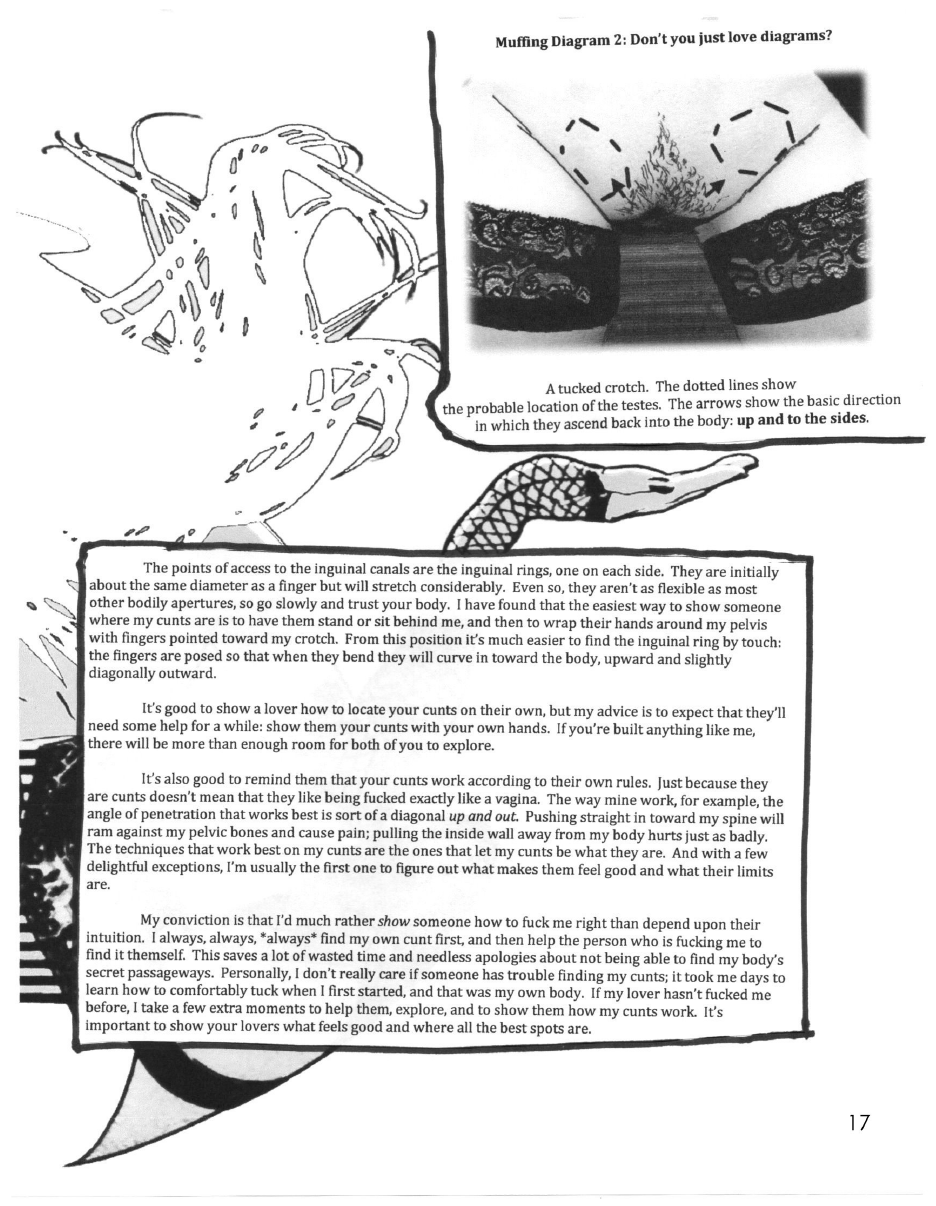 Muffing Diagram 2: Don't you just love diagrams?
A tucked crotch. The dotted lines show
the probable location of the testes. The arrows show the basic direction
in which they ascend back into the body: up and to the sides.
The points of access to the inguinal canals are the inguinal rings, one on each side. They are initially
about the same diameter as a finger but will stretch considerably. Even so, they aren't as flexible as most
other bodily apertures, so go slowly and trust your body. I have found that the easiest way to show someone
where my cunts are is to have them stand or sit behind me, and then to wrap their hands around my pelvis
with fingers pointed toward my crotch. From this position it's much easier to find the inguinal ring by touch:
the fingers are posed so that when they bend they will curve in toward the body, upward and slightly
diagonally outward.
It's good to show a lover how to locate your cunts on their own, but my advice is to expect that they'll
need some help for a while: show them your cunts with your own hands. If you're built anything like me,
there will be more than enough room for both of you to explore.
It's also good to remind them that your cunts work according to their own rules. Just because they
are cunts doesn't mean that they like being fucked exactly like a vagina. The way mine work, for example, the
angle of penetration that works best is sort of a diagonal up and out. Pushing straight in toward my spine will
ram against my pelvic bones and cause pain; pulling the inside wall away from my body hurts just as badly.
The techniques that work best on my cunts are the ones that let my cunts be what they are. And with a few
delightful exceptions, I'm usually the first one to figure out what makes them feel good and what their limits
are.
My conviction is that I'd much rather show someone how to fuck me right than depend upon their
intuition. I always, always, *always* find my own cunt first, and then help the person who is fucking me to
find it themself. This saves a lot of wasted time and needless apologies about not being able to find my body's
secret passageways. Personally, I don't really care if someone has trouble finding my cunts; it took me days to
learn how to comfortably tuck when I first started, and that was my own body. If my lover hasn't fucked me
before, I take a few extra moments to help them, explore, and to show them how my cunts work. It's
important to show your lovers what feels good and where all the best spots are.
17